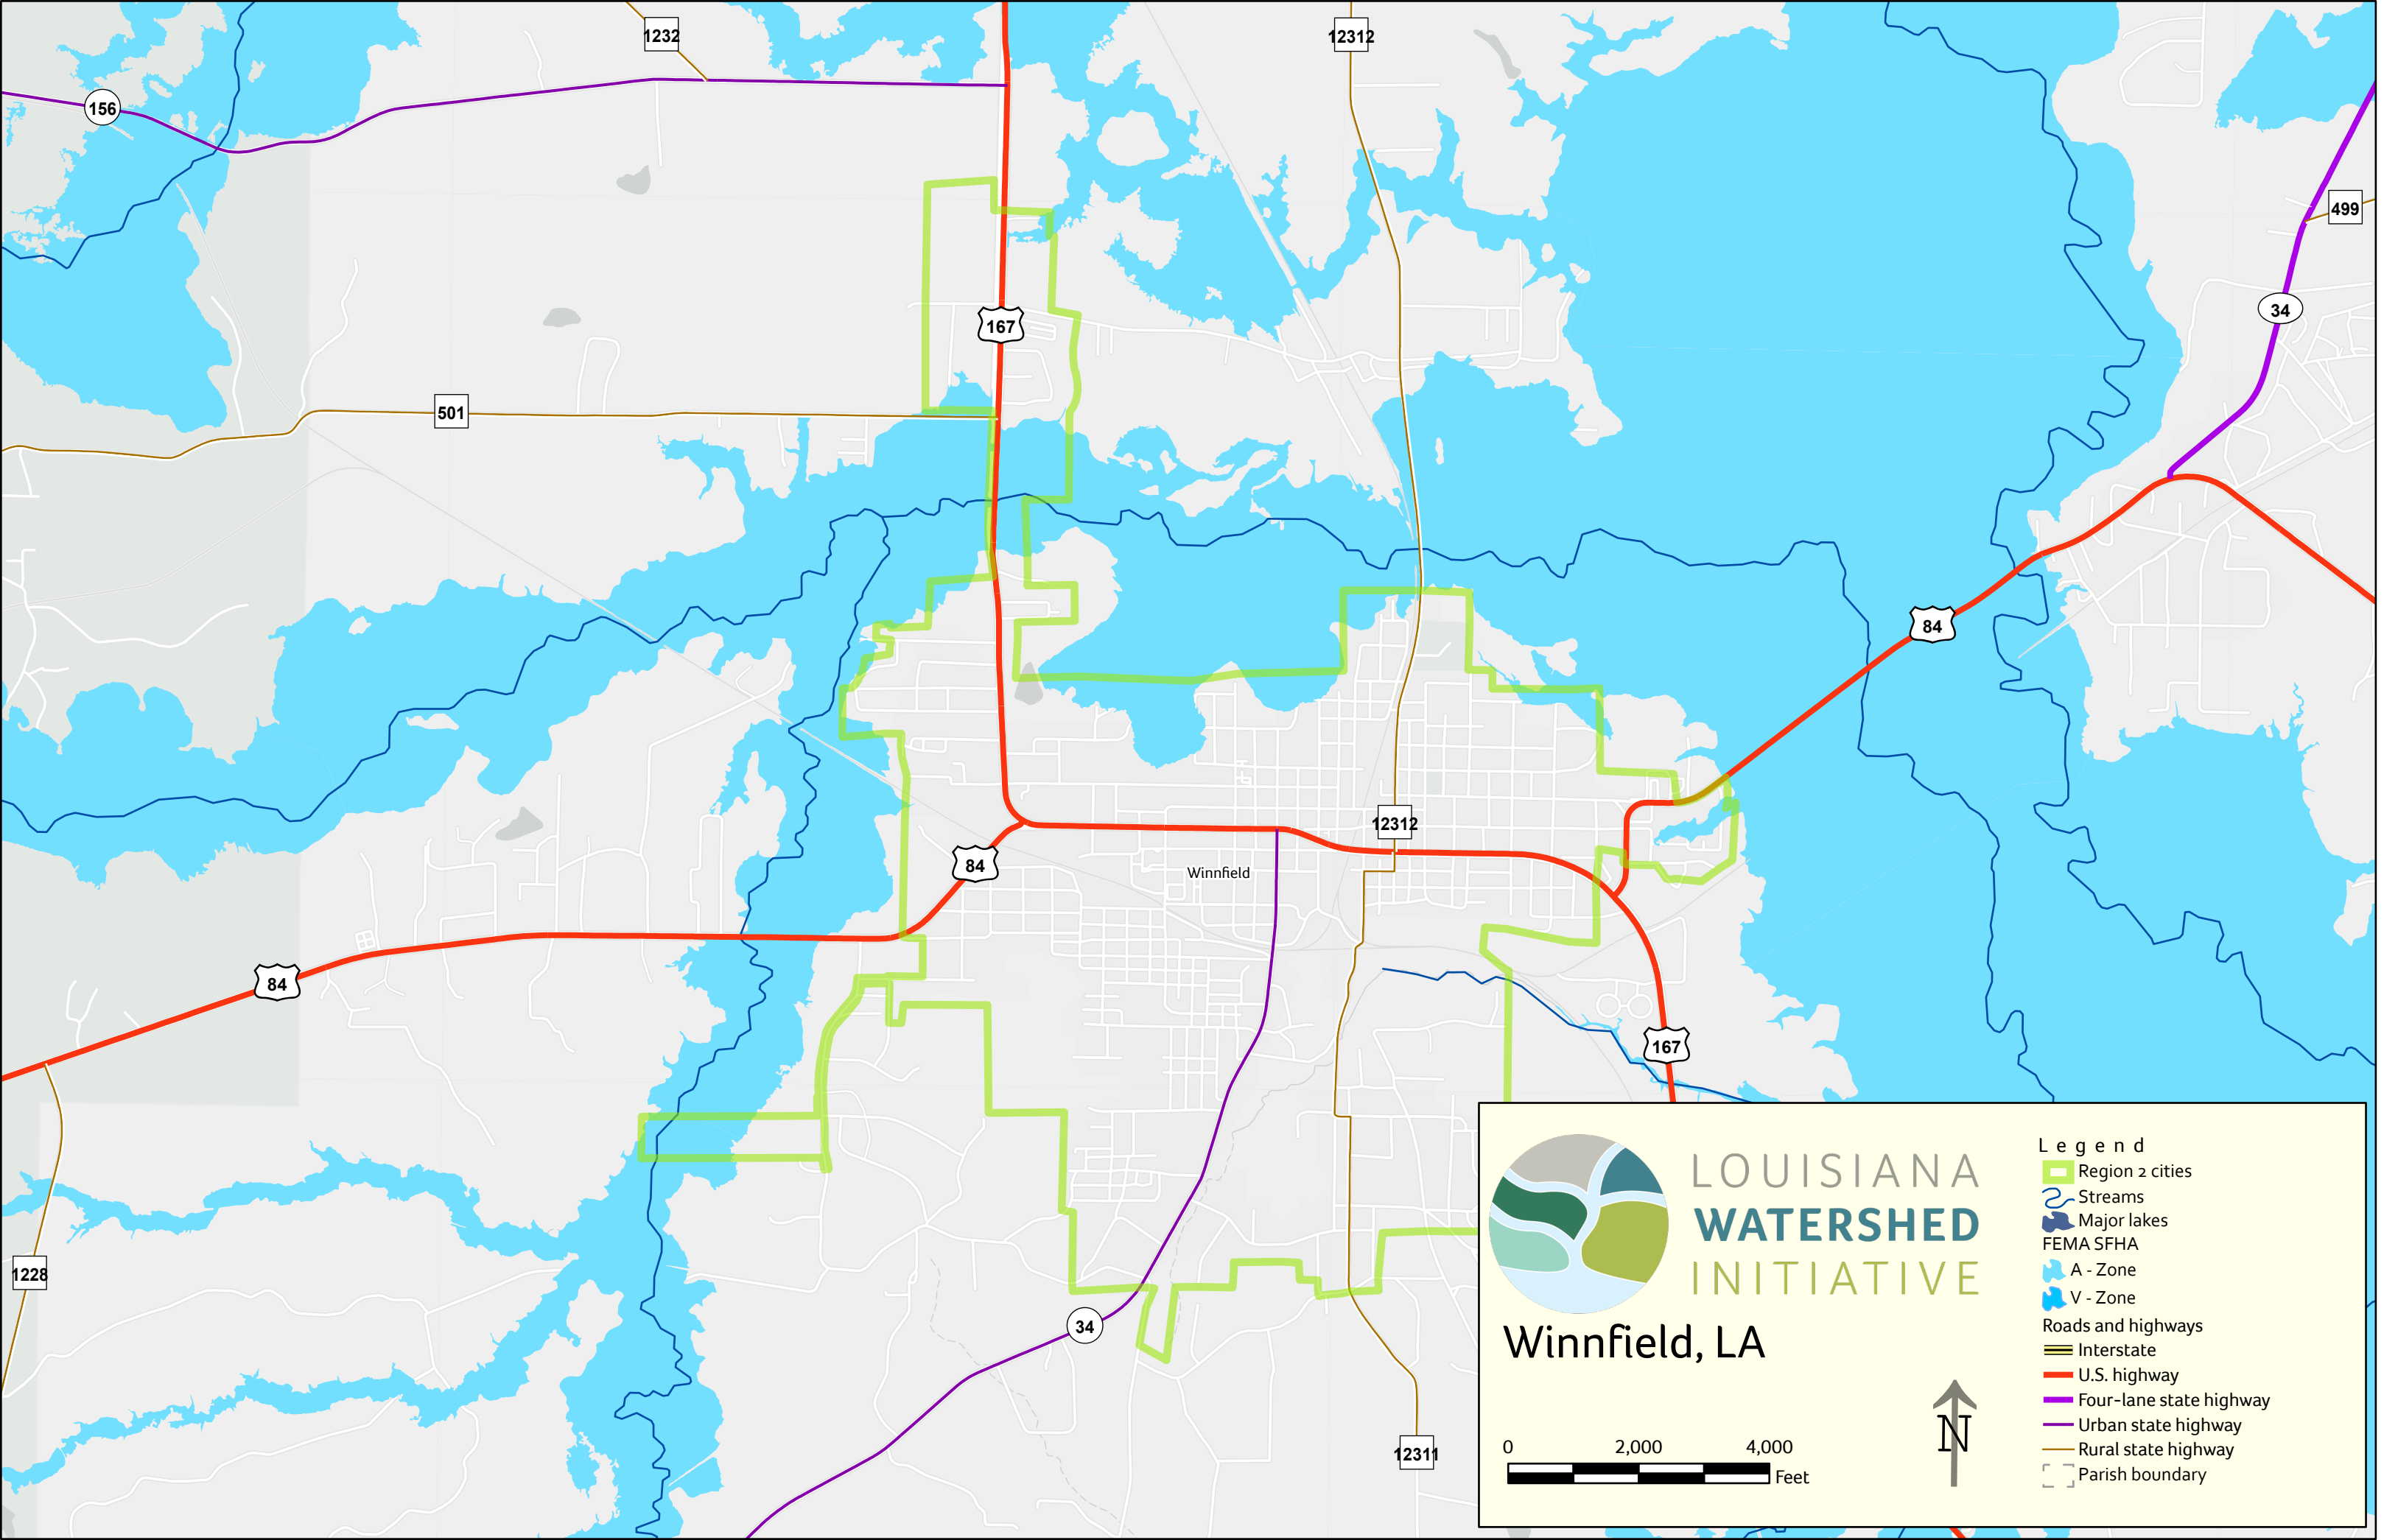 1232
12312
156
499
167
34
501
84
12312
84
Winnfield
84
167
1228
34
12311
LOUISIANA
WATERSHED
INITIATIVE
Winnfield, LA
0 2,000 4,000
Feet
N
Legend
Region 2 cities
Streams
Major lakes
FEMA SFHA
A - Zone
V - Zone
Roads and highways
Interstate
U.S. highway
Four-lane state highway
Urban state highway
Rural state highway
Parish boundary